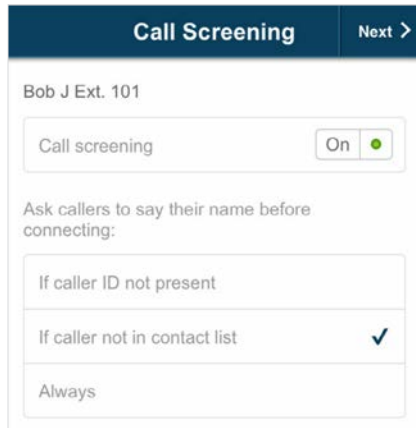 Call Screening
Next >
Bob J Ext. 101
Call screening
On
Ask callers to say their name before
connecting:
If caller ID not present
If caller not in contact list
Always